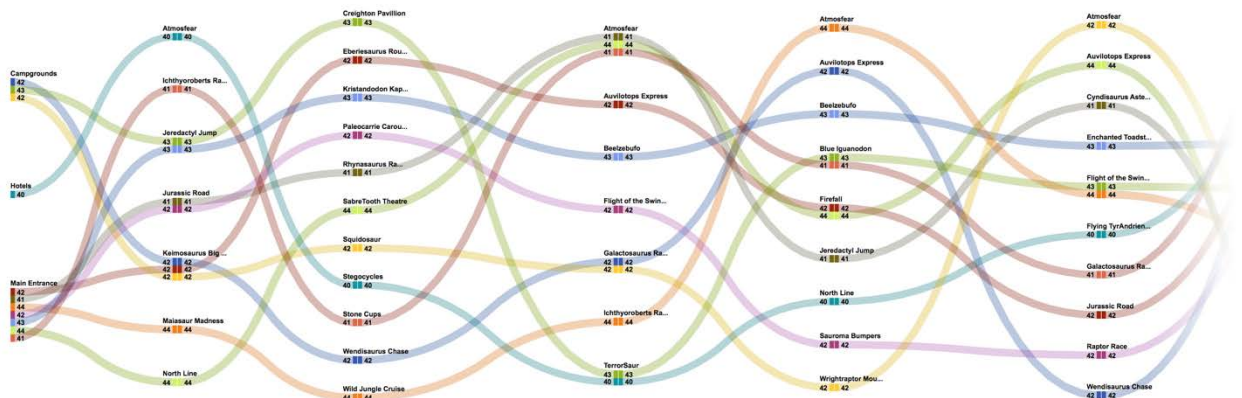 Campgrounds
42
43
42
Hotels
40
Main Entrance
42
41
44
42
43
44
41
Atmosfear
40 40
Ichthyoroberts Ra...
41 41
Jeredactyl Jump
43 43
43 43
Jurassic Road
41 41
42 42
Keimosaurus Big ...
42 42
42 42
42 42
Maiasaur Madness
44 44
North Line
44 44
Creighton Pavillion
43 43
Eberiesaurus Rou...
42 42
Kristandodon Kap...
43 43
Paleocarrie Carou...
42 42
Rhynasaurus Ra...
41 41
SabreTooth Theatre
44 44
Squidosaur
42 42
Stegocycles
40 40
Stone Cups
41 41
Wendisaurus Chase
42 42
Wild Jungle Cruise
44 44
Atmosfear
41 41
44 44
41 41
Auvilotops Express
42 42
Beelzebufo
43 43
Flight of the Swin...
42 42
Galactosaurus Ra...
42 42
42 42
Ichthyoroberts Ra...
44 44
TerrorSaur
43 43
40 40
Atmosfear
44 44
Auvilotops Express
42 42
Beelzebufo
43 43
Blue Iguanodon
43 43
41 41
Firefall
42 42
44 44
Jeredactyl Jump
41 41
North Line
40 40
Sauroma Bumpers
42 42
Wrightraptor Mou...
42 42
Atmosfear
42 42
Auvilotops Express
44 44
Cyndisaurus Aste...
41 41
Enchanted Toadst...
43 43
Flight of the Swin...
43 43
44 44
Flying TyrAndrien...
40 40
Galactosaurus Ra...
41 41
Jurassic Road
42 42
Raptor Race
42 42
Wendisaurus Chase
42 42